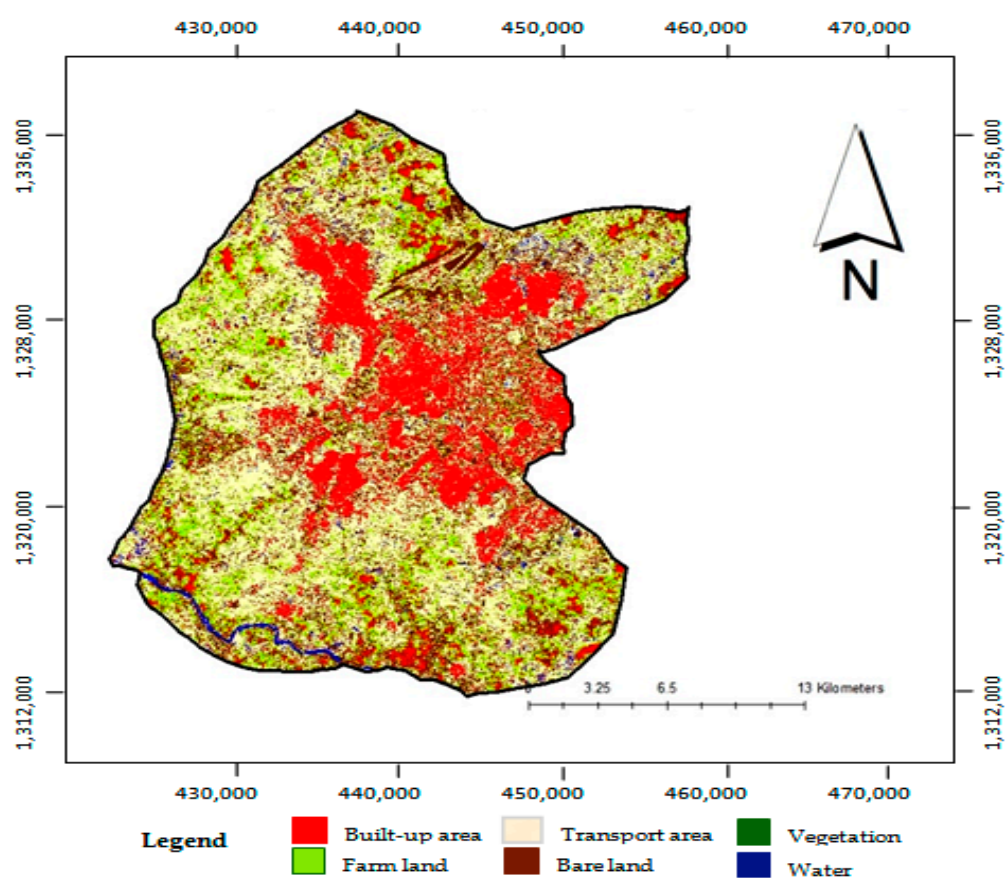 430,000 440,000 450,000 460,000 470,000
1,336,000 1,336,000
N
1,328,000 1,328,000
1,320,000 1,320,000
0 3.25 6.5 13 Kilometers
1,312,000 1,312,000
430,000 440,000 450,000 460,000 470,000
Legend Built-up area Transport area Vegetation
Farm land Bare land Water